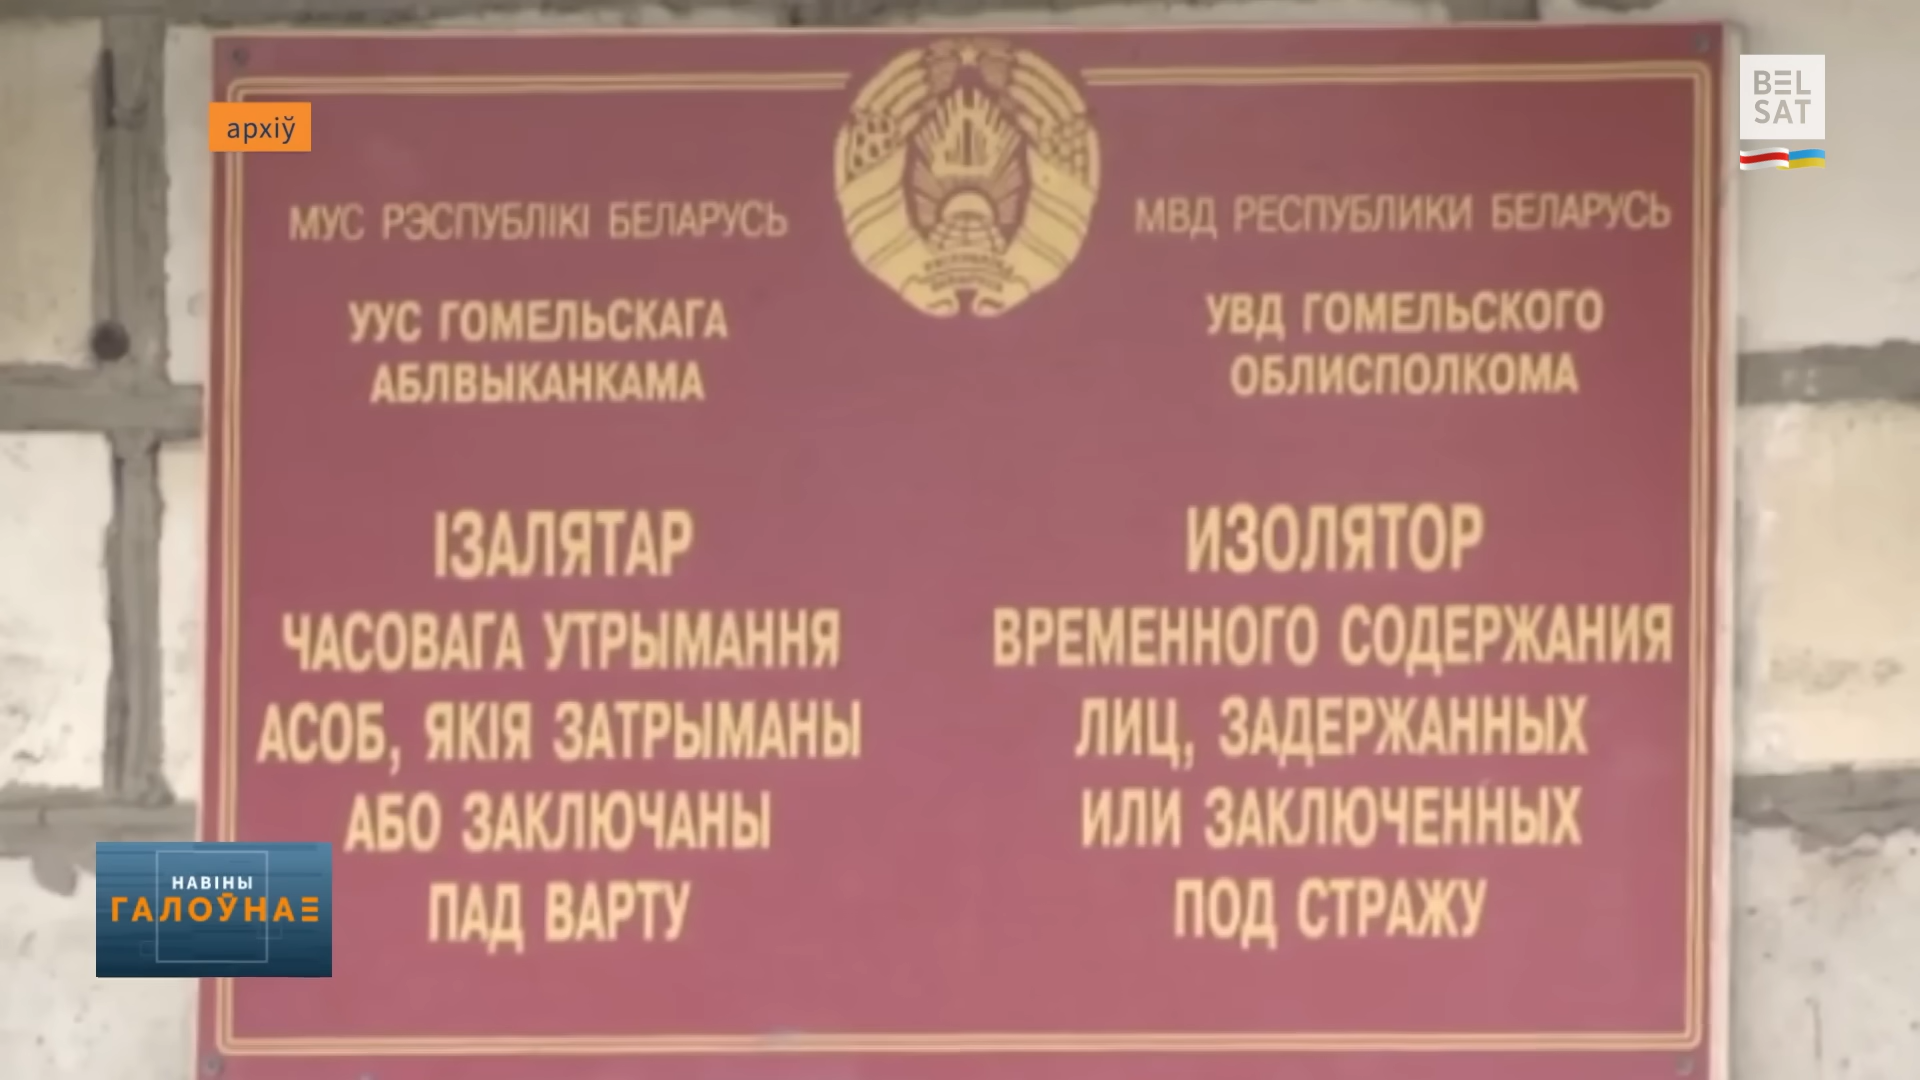 архіў
BEL
SAT
МУС РЭСПУБЛІКІ БЕЛАРУСЬ
УУС ГОМЕЛЬСКАГА
АБЛВЫКАНКАМА
ІЗАЛЯТАР
ЧАСОВАГА УТРЫМАННЯ
АСОБ, ЯКІЯ ЗАТРЫМАНЫ
АБО ЗАКЛЮЧАНЫ
ПАД ВАРТУ
МВД РЕСПУБЛИКИ БЕЛАРУСЬ
УВД ГОМЕЛЬСКОГО
ОБЛИСПОЛКОМА
ИЗОЛЯТОР
ВРЕМЕННОГО СОДЕРЖАНИЯ
ЛИЦ, ЗАДЕРЖАННЫХ
ИЛИ ЗАКЛЮЧЕННЫХ
ПОД СТРАЖУ
НАВІНЫ
ГАЛОЎНАЕ